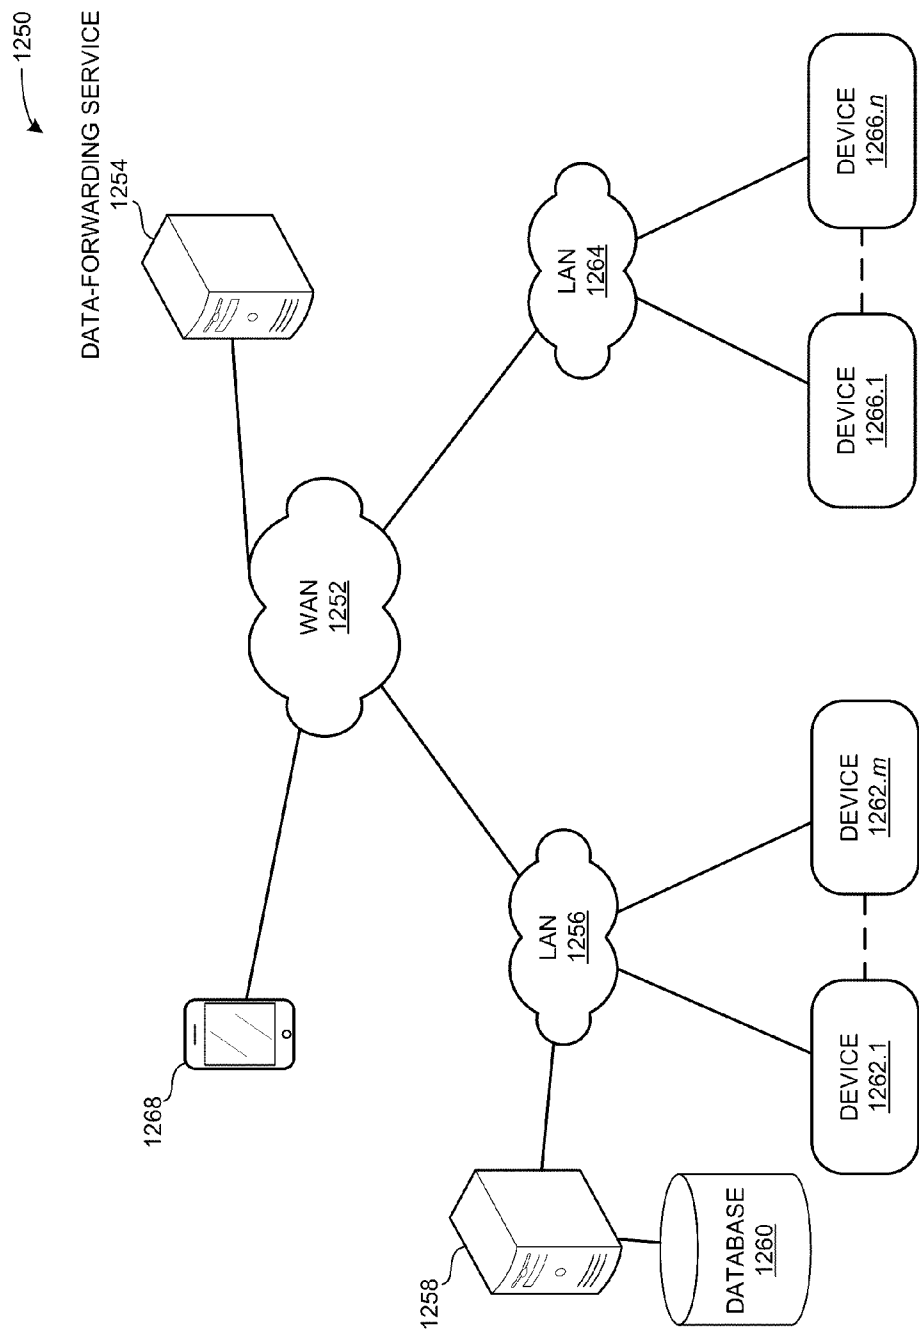 1250
DATA-FORWARDING SERVICE
1254
1268
WAN
1252
1258
LAN
1256
LAN
1264
DATABASE
1260
DEVICE
1262.1
DEVICE
1262.m
DEVICE
1266.1
DEVICE
1266.n